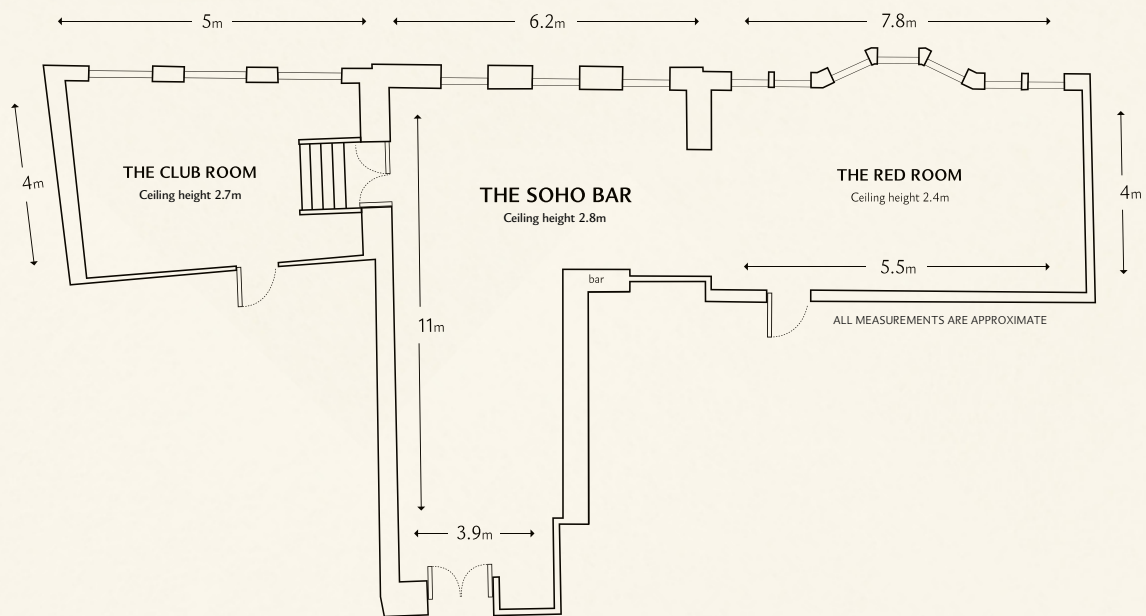 5m
6.2m
7.8m
4m
THE CLUB ROOM
Ceiling height 2.7m
THE SOHO BAR
Ceiling height 2.8m
THE RED ROOM
Ceiling height 2.4m
4m
5.5m
bar
11m
ALL MEASUREMENTS ARE APPROXIMATE
3.9m